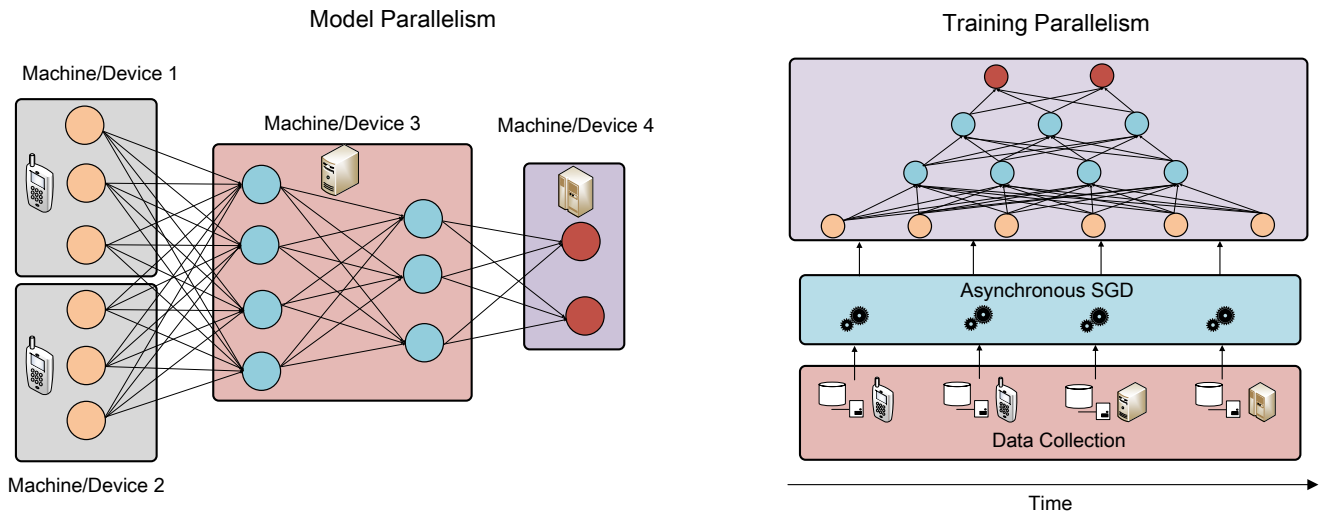 Model Parallelism
Machine/Device 1
Machine/Device 3
Machine/Device 4
Machine/Device 2
Training Parallelism
Asynchronous SGD
Data Collection
Time